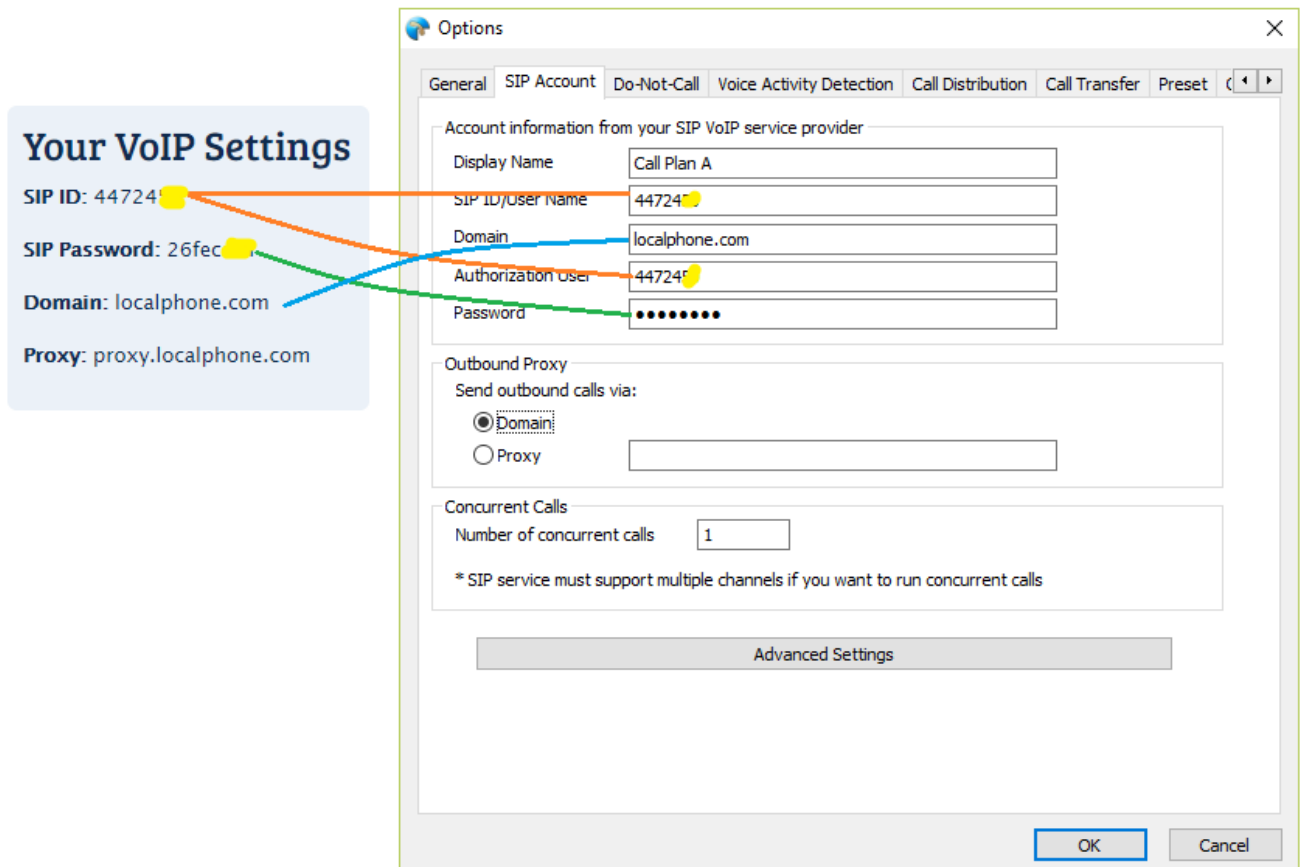 Options
General SIP Account Do-Not-Call Voice Activity Detection Call Distribution Call Transfer Preset
Your VoIP Settings
SIP ID: 44724
SIP Password: 26fec
Domain: localphone.com
Proxy: proxy.localphone.com
Account information from your SIP VoIP service provider
Display Name Call Plan A
SIP ID/User Name 44724
Domain localphone.com
Authorization User 44724
Password ●●●●●●●●
Outbound Proxy
Send outbound calls via:
Domain
Proxy
Concurrent Calls
Number of concurrent calls 1
* SIP service must support multiple channels if you want to run concurrent calls
Advanced Settings
OK Cancel